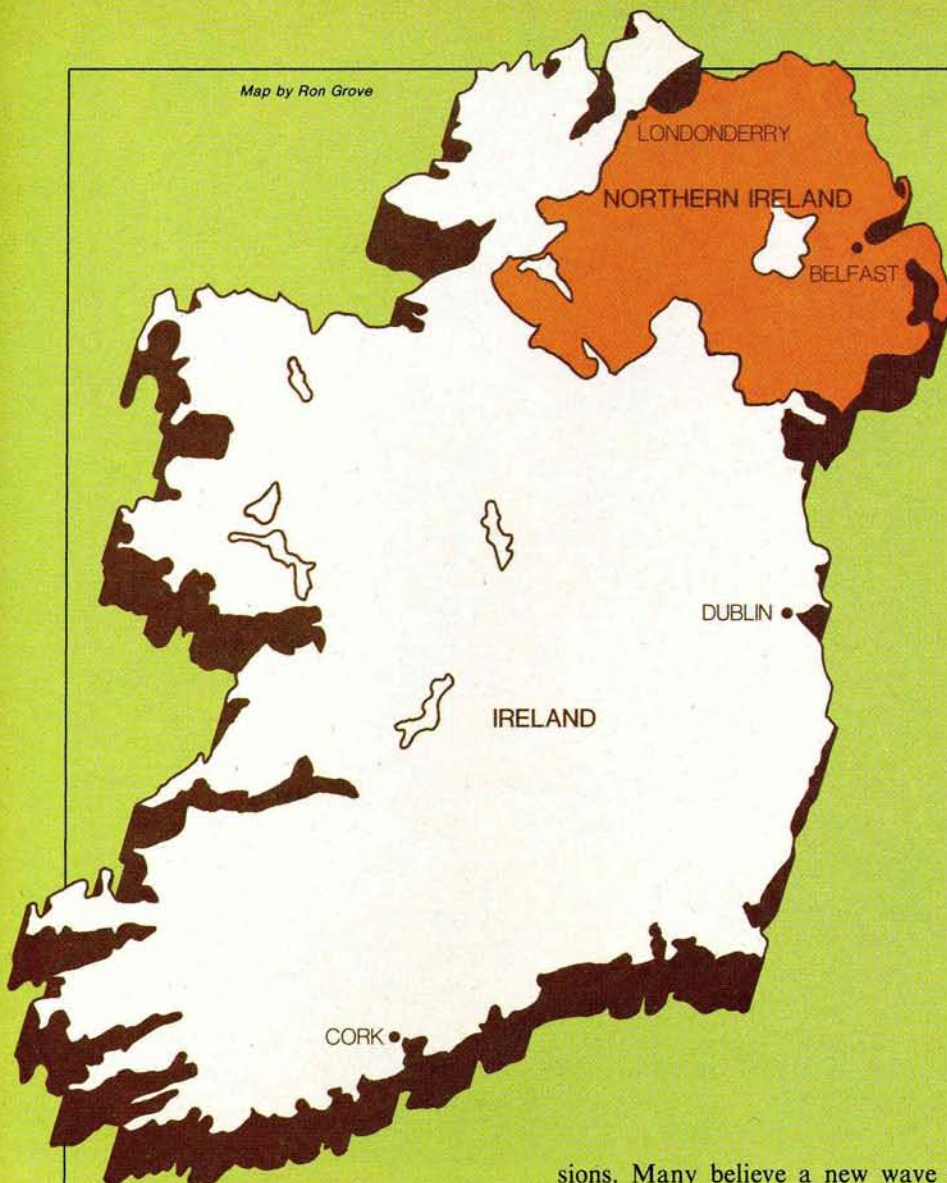 Map by Ron Grove
LONDONDERRY
NORTHERN IRELAND
BELFAST
DUBLIN
IRELAND
CORK
sions. Many believe a new wave